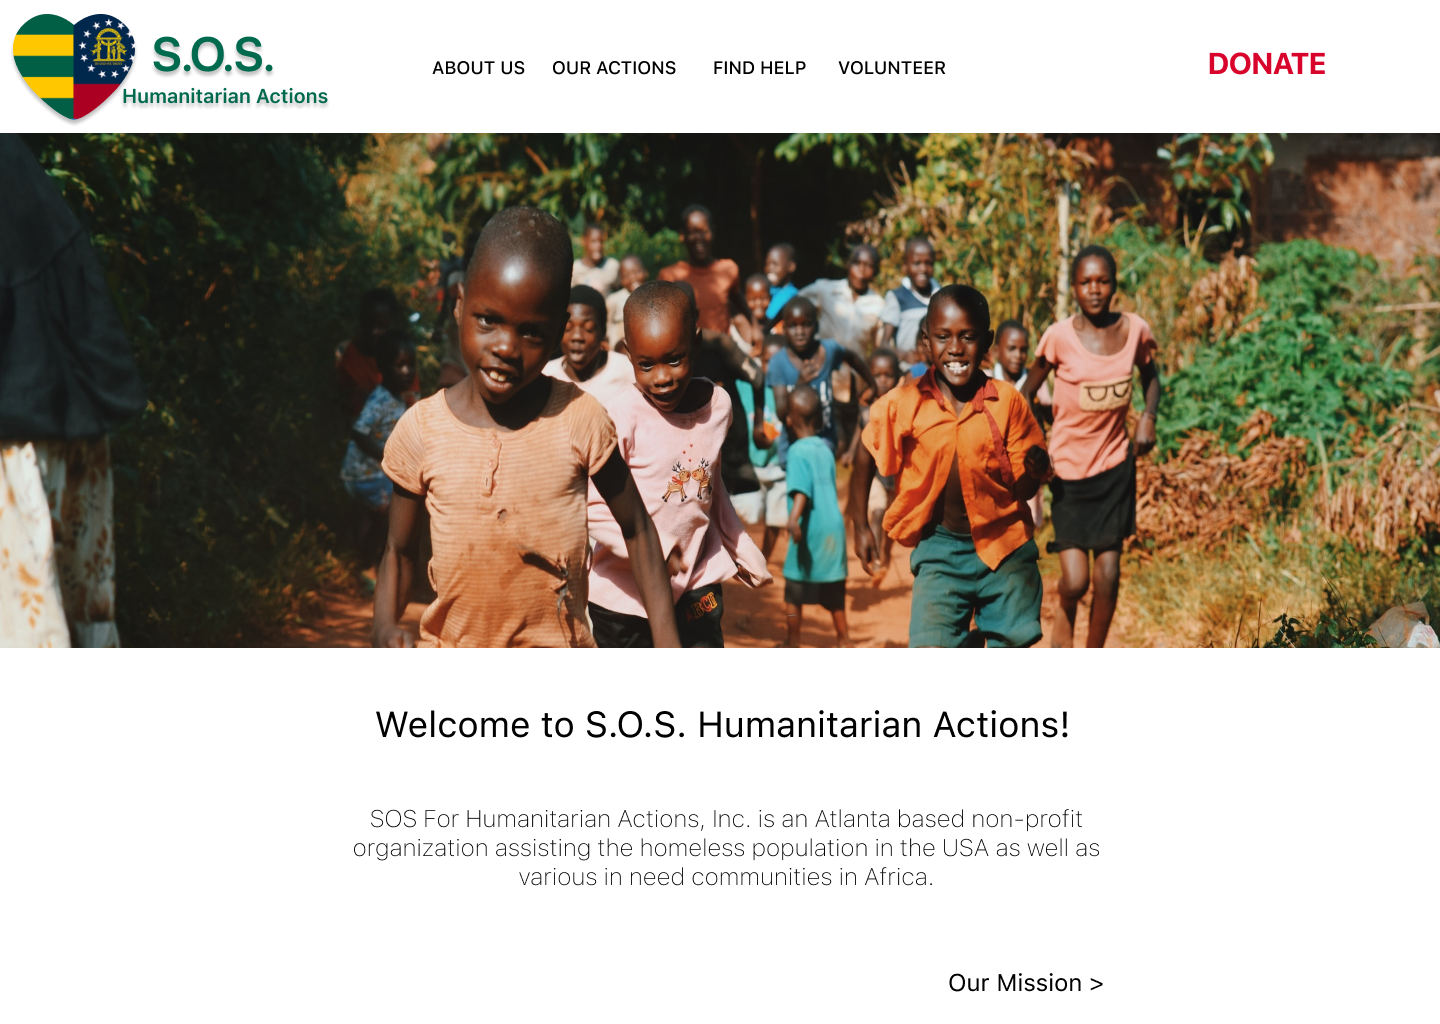 S.O.S.
Humanitarian Actions
ABOUT US OUR ACTIONS FIND HELP VOLUNTEER
DONATE
Welcome to S.O.S. Humanitarian Actions!
SOS For Humanitarian Actions, Inc. is an Atlanta based non-profit
organization assisting the homeless population in the USA as well as
various in need communities in Africa.
Our Mission >